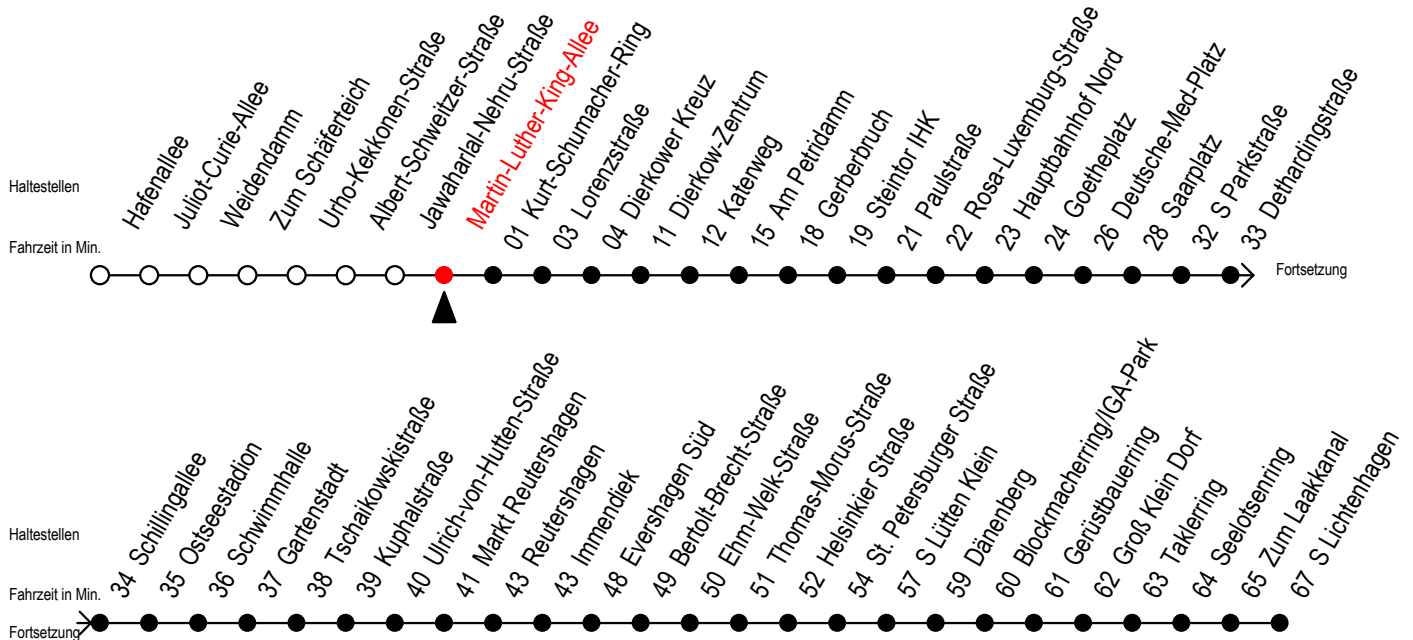 Haltestellen
Hafenallee
Juliot-Curie-Allee
Weidendamm
Zum Schäferteich
Urho-Kekkonen-Straße
Albert-Schweitzer-Straße
Jawaharlal-Nehru-Straße
Martin-Luther-King-Allee
01 Kurt-Schumacher-Ring
03 Lorenzstraße
04 Dierkower Kreuz
11 Dierkow-Zentrum
12 Katenweg
15 Am Petridamm
18 Gerberbruch
19 Steintor IHK
21 Paulstraße
22 Rosa-Luxemburg-Straße
23 Hauptbahnhof Nord
24 Goetheplatz
26 Deutsche-Med-Platz
28 Saarplatz
32 S Parkstraße
33 Dethardingstraße
Fahrzeit in Min.
Fortsetzung
Haltestellen
34 Schillingallee
35 Ostseestadion
36 Schwimmhalle
37 Gartenstadt
38 Tschaikowskistraße
39 Kuphalstraße
40 Ulrich-von-Hutten-Straße
41 Markt Reutershagen
43 Reutershagen
43 Immendiek
48 Evershagen Süd
49 Bertolt-Brecht-Straße
50 Ehm-Welk-Straße
51 Thomas-Morus-Straße
52 Helsinkier Straße
54 St. Petersburger Straße
57 S Lütten Klein
59 Dänenberg
60 Blockmacherring/IGA-Park
61 Gerüstbauerring
62 Groß Klein Dorf
63 Taklerring
64 Seelotsenring
65 Zum Laakkanal
67 S Lichtenhagen
Fahrzeit in Min.
Fortsetzung